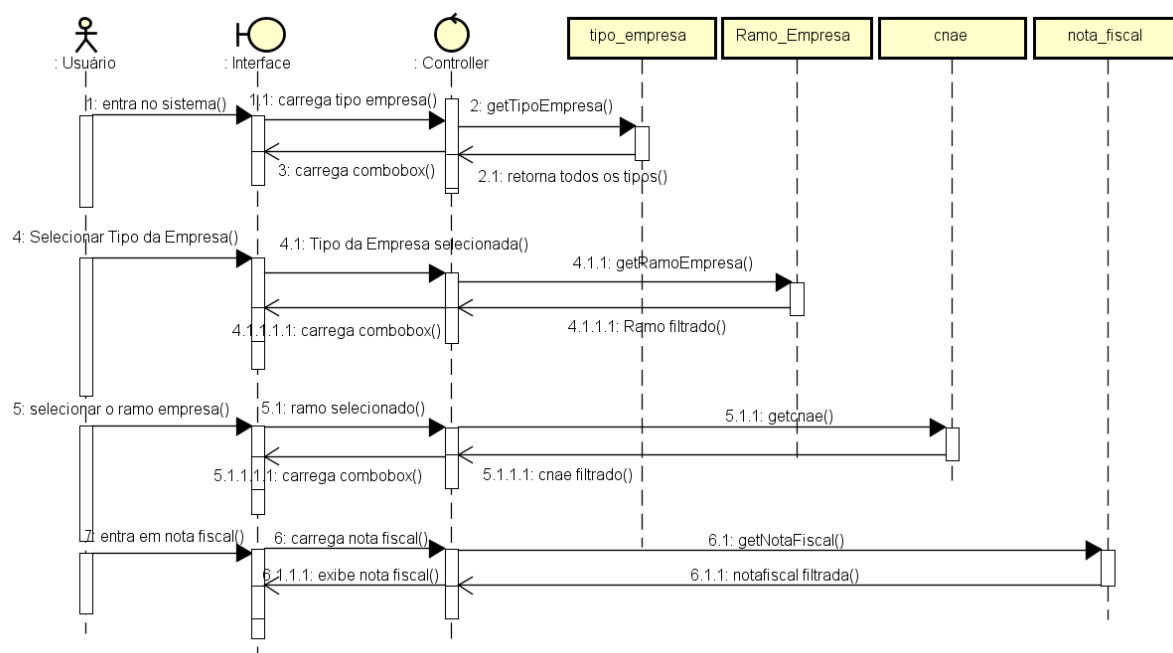 tipo_empresa
Ramo_Empresa
cnae
nota_fiscal
: Usuário
: Interface
: Controller
1: entra no sistema()
1.1: carrega tipo empresa()
2: getTipoEmpresa()
3: carrega combobox()
2.1: retorna todos os tipos()
4: Selecionar Tipo da Empresa()
4.1: Tipo da Empresa selecionada()
4.1.1: getRamoEmpresa()
4.1.1.1.1: carrega combobox()
4.1.1.1: Ramo filtrado()
5: selecionar o ramo empresa()
5.1: ramo selecionado()
5.1.1: getcnae()
5.1.1.1.1: carrega combobox()
5.1.1.1: cnae filtrado()
7: entra em nota fiscal()
6: carrega nota fiscal()
6.1: getNotaFiscal()
6.1.1.1: exibe nota fiscal()
6.1.1: notafiscal filtrada()